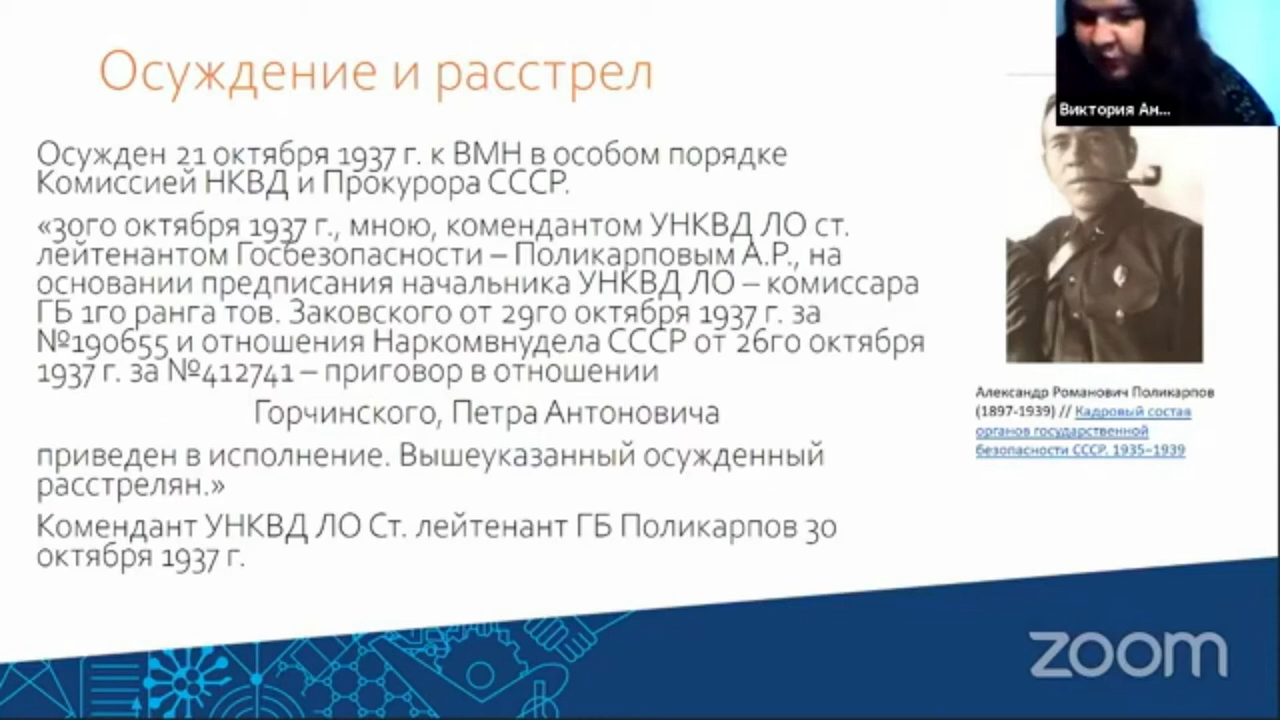 Осуждение и расстрел
Виктория Ан...
Осужден 21 октября 1937 г. к ВМН в особом порядке
Комиссией НКВД и Прокурора СССР.
«30го октября 1937 г., мною, комендантом УНКВД ЛО ст.
лейтенантом Госбезопасности – Поликарповым А.Р., на
основании предписания начальника УНКВД ЛО – комиссара
ГБ 1го ранга тов. Заковского от 29го октября 1937 г. за
№190655 и отношения Наркомвнудела СССР от 26го октября
1937 г. за №412741 – приговор в отношении
Горчинского, Петра Антоновича
приведен в исполнение. Вышеуказанный осужденный
расстрелян.»
Комендант УНКВД ЛО Ст. лейтенант ГБ Поликарпов 30
октября 1937 г.
Александр Романович Поликарпов
(1897-1939) // Кадровый состав
органов государственной
безопасности СССР. 1935–1939
zoom